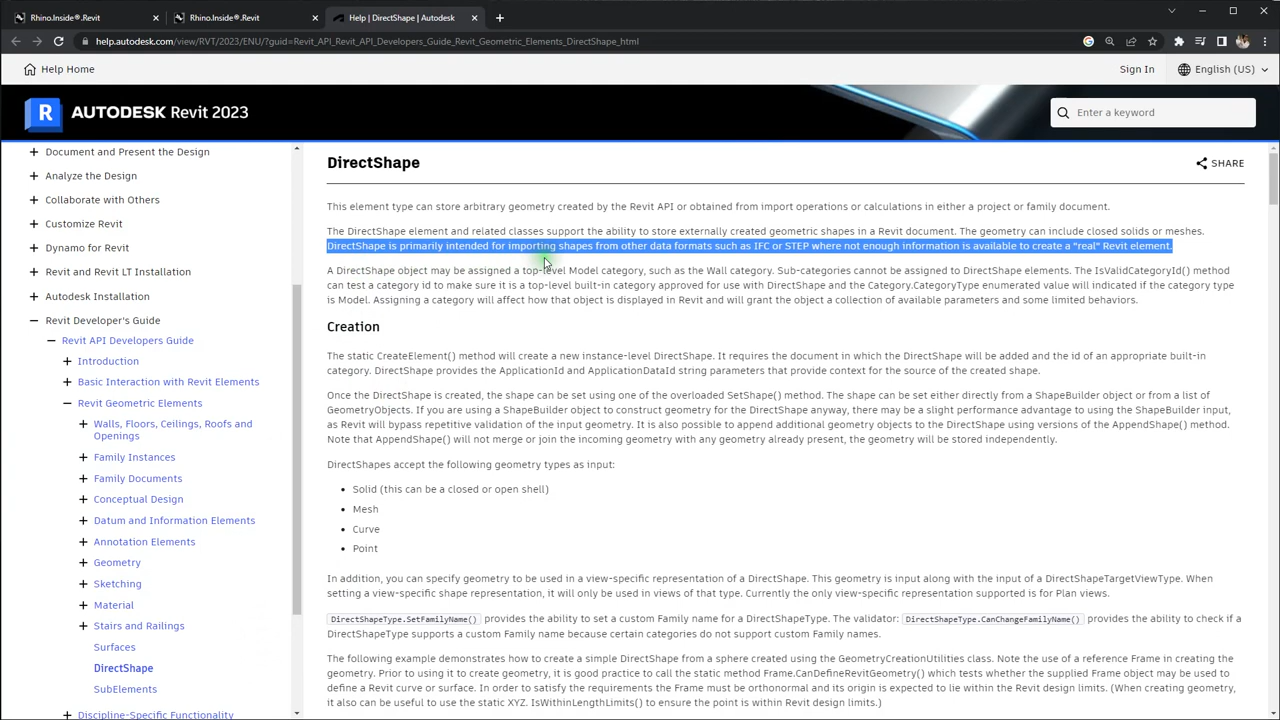 Rhino.Inside®.Revit
Rhino.Inside®.Revit
Help | DirectShape | Autodesk
help.autodesk.com/view/RVT/2023/ENU/?guid=Revit_API_Revit_API_Developers_Guide_Revit_Geometric_Elements_DirectShape_html
Help Home
Sign In
English (US)
R
AUTODESK Revit 2023
Enter a keyword
Document and Present the Design
Analyze the Design
Collaborate with Others
Customize Revit
Dynamo for Revit
Revit and Revit LT Installation
Autodesk Installation
Revit Developer's Guide
Revit API Developers Guide
Introduction
Basic Interaction with Revit Elements
Revit Geometric Elements
Walls, Floors, Ceilings, Roofs and
Openings
Family Instances
Family Documents
Conceptual Design
Datum and Information Elements
Annotation Elements
Geometry
Sketching
Material
Stairs and Railings
Surfaces
DirectShape
SubElements
Discipline-Specific Functionality
DirectShape
SHARE
This element type can store arbitrary geometry created by the Revit API or obtained from import operations or calculations in either a project or family document.
The DirectShape element and related classes support the ability to store externally created geometric shapes in a Revit document. The geometry can include closed solids or meshes.
DirectShape is primarily intended for importing shapes from other data formats such as IFC or STEP where not enough information is available to create a "real" Revit element.
A DirectShape object may be assigned a top-level Model category, such as the Wall category. Sub-categories cannot be assigned to DirectShape elements. The IsValidCategoryId() method
can test a category id to make sure it is a top-level built-in category approved for use with DirectShape and the Category.CategoryType enumerated value will indicated if the category type
is Model. Assigning a category will affect how that object is displayed in Revit and will grant the object a collection of available parameters and some limited behaviors.
Creation
The static CreateElement() method will create a new instance-level DirectShape. It requires the document in which the DirectShape will be added and the id of an appropriate built-in
category. DirectShape provides the ApplicationId and ApplicationDataId string parameters that provide context for the source of the created shape.
Once the DirectShape is created, the shape can be set using one of the overloaded SetShape() method. The shape can be set either directly from a ShapeBuilder object or from a list of
GeometryObjects. If you are using a ShapeBuilder object to construct geometry for the DirectShape anyway, there may be a slight performance advantage to using the ShapeBuilder input,
as Revit will bypass repetitive validation of the input geometry. It is also possible to append additional geometry objects to the DirectShape using versions of the AppendShape() method.
Note that AppendShape() will not merge or join the incoming geometry with any geometry already present, the geometry will be stored independently.
DirectShapes accept the following geometry types as input:
• Solid (this can be a closed or open shell)
• Mesh
• Curve
• Point
In addition, you can specify geometry to be used in a view-specific representation of a DirectShape. This geometry is input along with the input of a DirectShapeTargetViewType. When
setting a view-specific shape representation, it will only be used in views of that type. Currently the only view-specific representation supported is for Plan views.
DirectShapeType.SetFamilyName() provides the ability to set a custom Family name for a DirectShapeType. The validator: DirectShapeType.CanChangeFamilyName() provides the ability to check if a
DirectShapeType supports a custom Family name because certain categories do not support custom Family names.
The following example demonstrates how to create a simple DirectShape from a sphere created using the GeometryCreationUtilities class. Note the use of a reference Frame in creating the
geometry. Prior to using it to create geometry, it is good practice to call the static method Frame.CanDefineRevitGeometry() which tests whether the supplied Frame object may be used to
define a Revit curve or surface. In order to satisfy the requirements the Frame must be orthonormal and its origin is expected to lie within the Revit design limits. (When creating geometry,
it also can be useful to use the static XYZ. IsWithinLengthLimits() to ensure the point is within Revit design limits.)